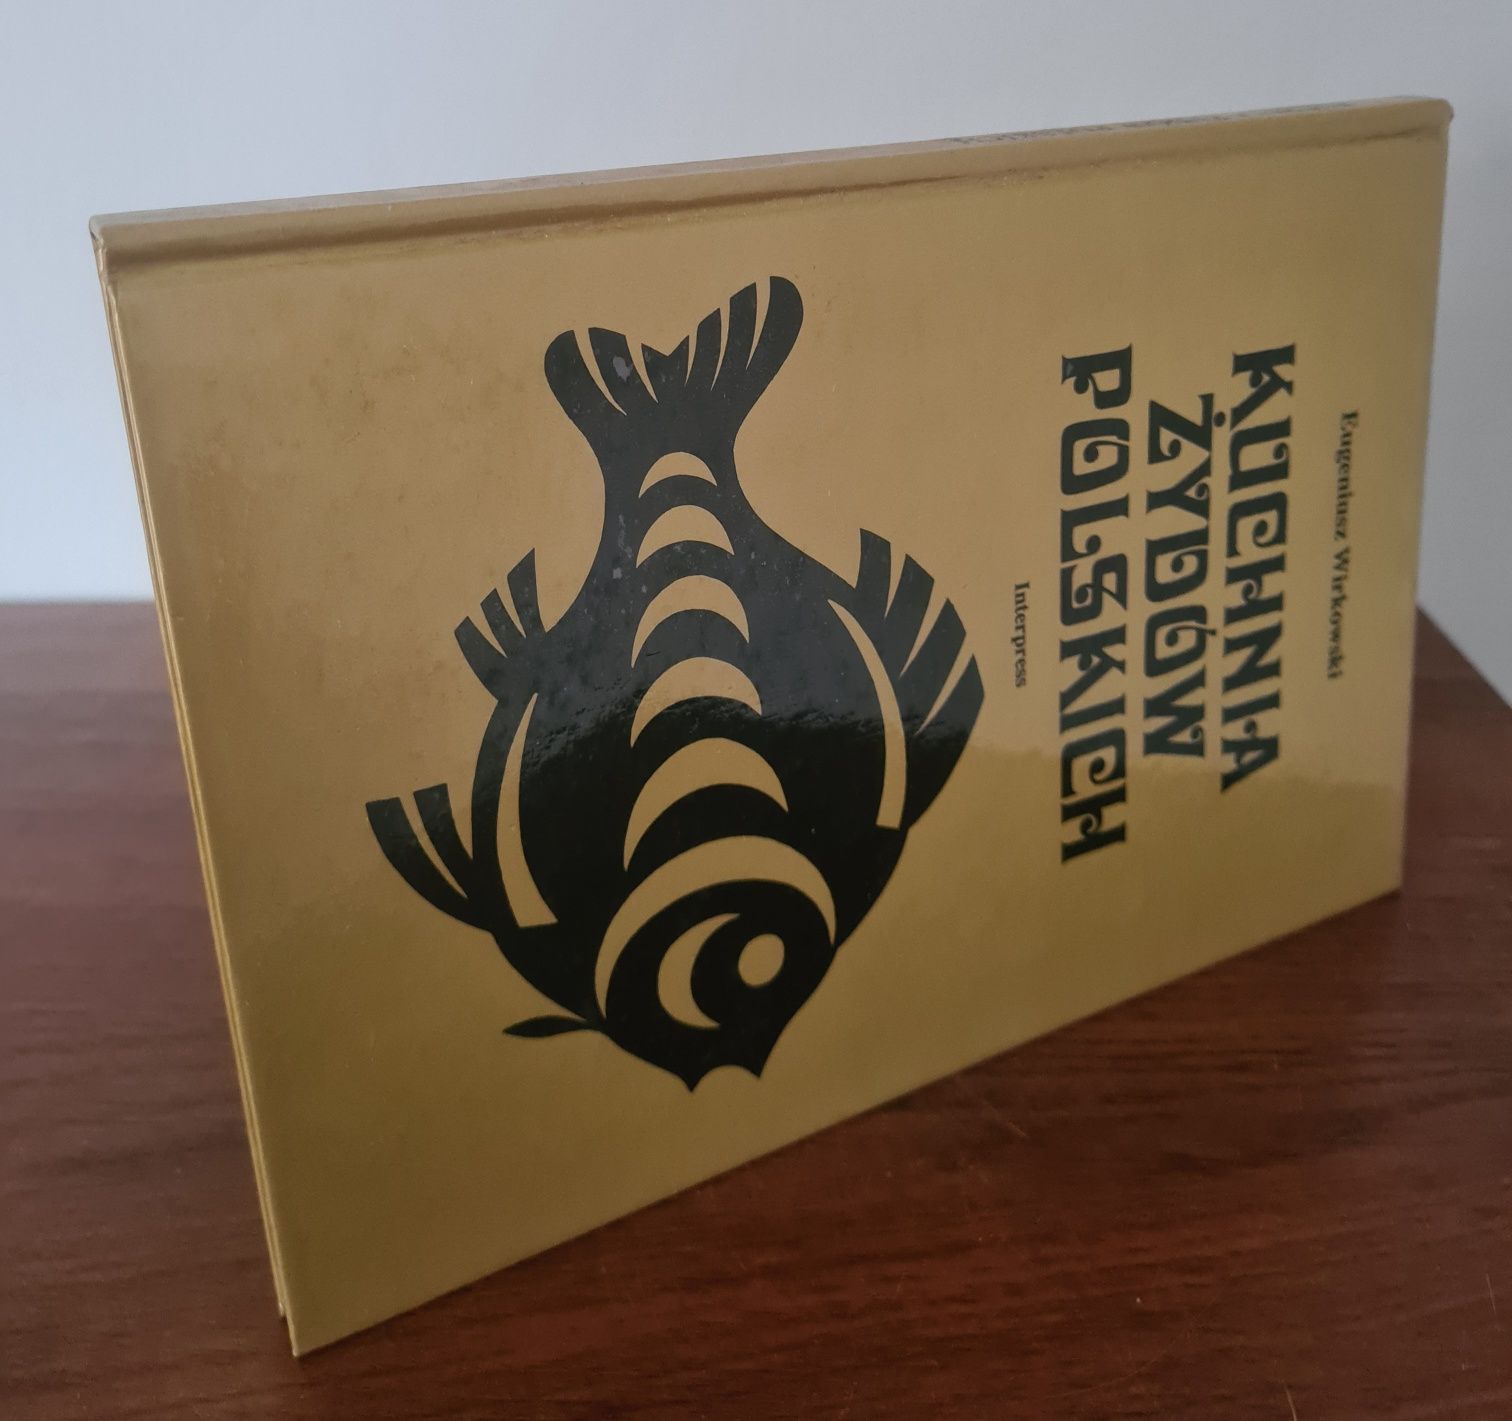 Eugeniusz Wirkowski
KUCHNIA
ŻYDÓW
POLSKICH
Interpress